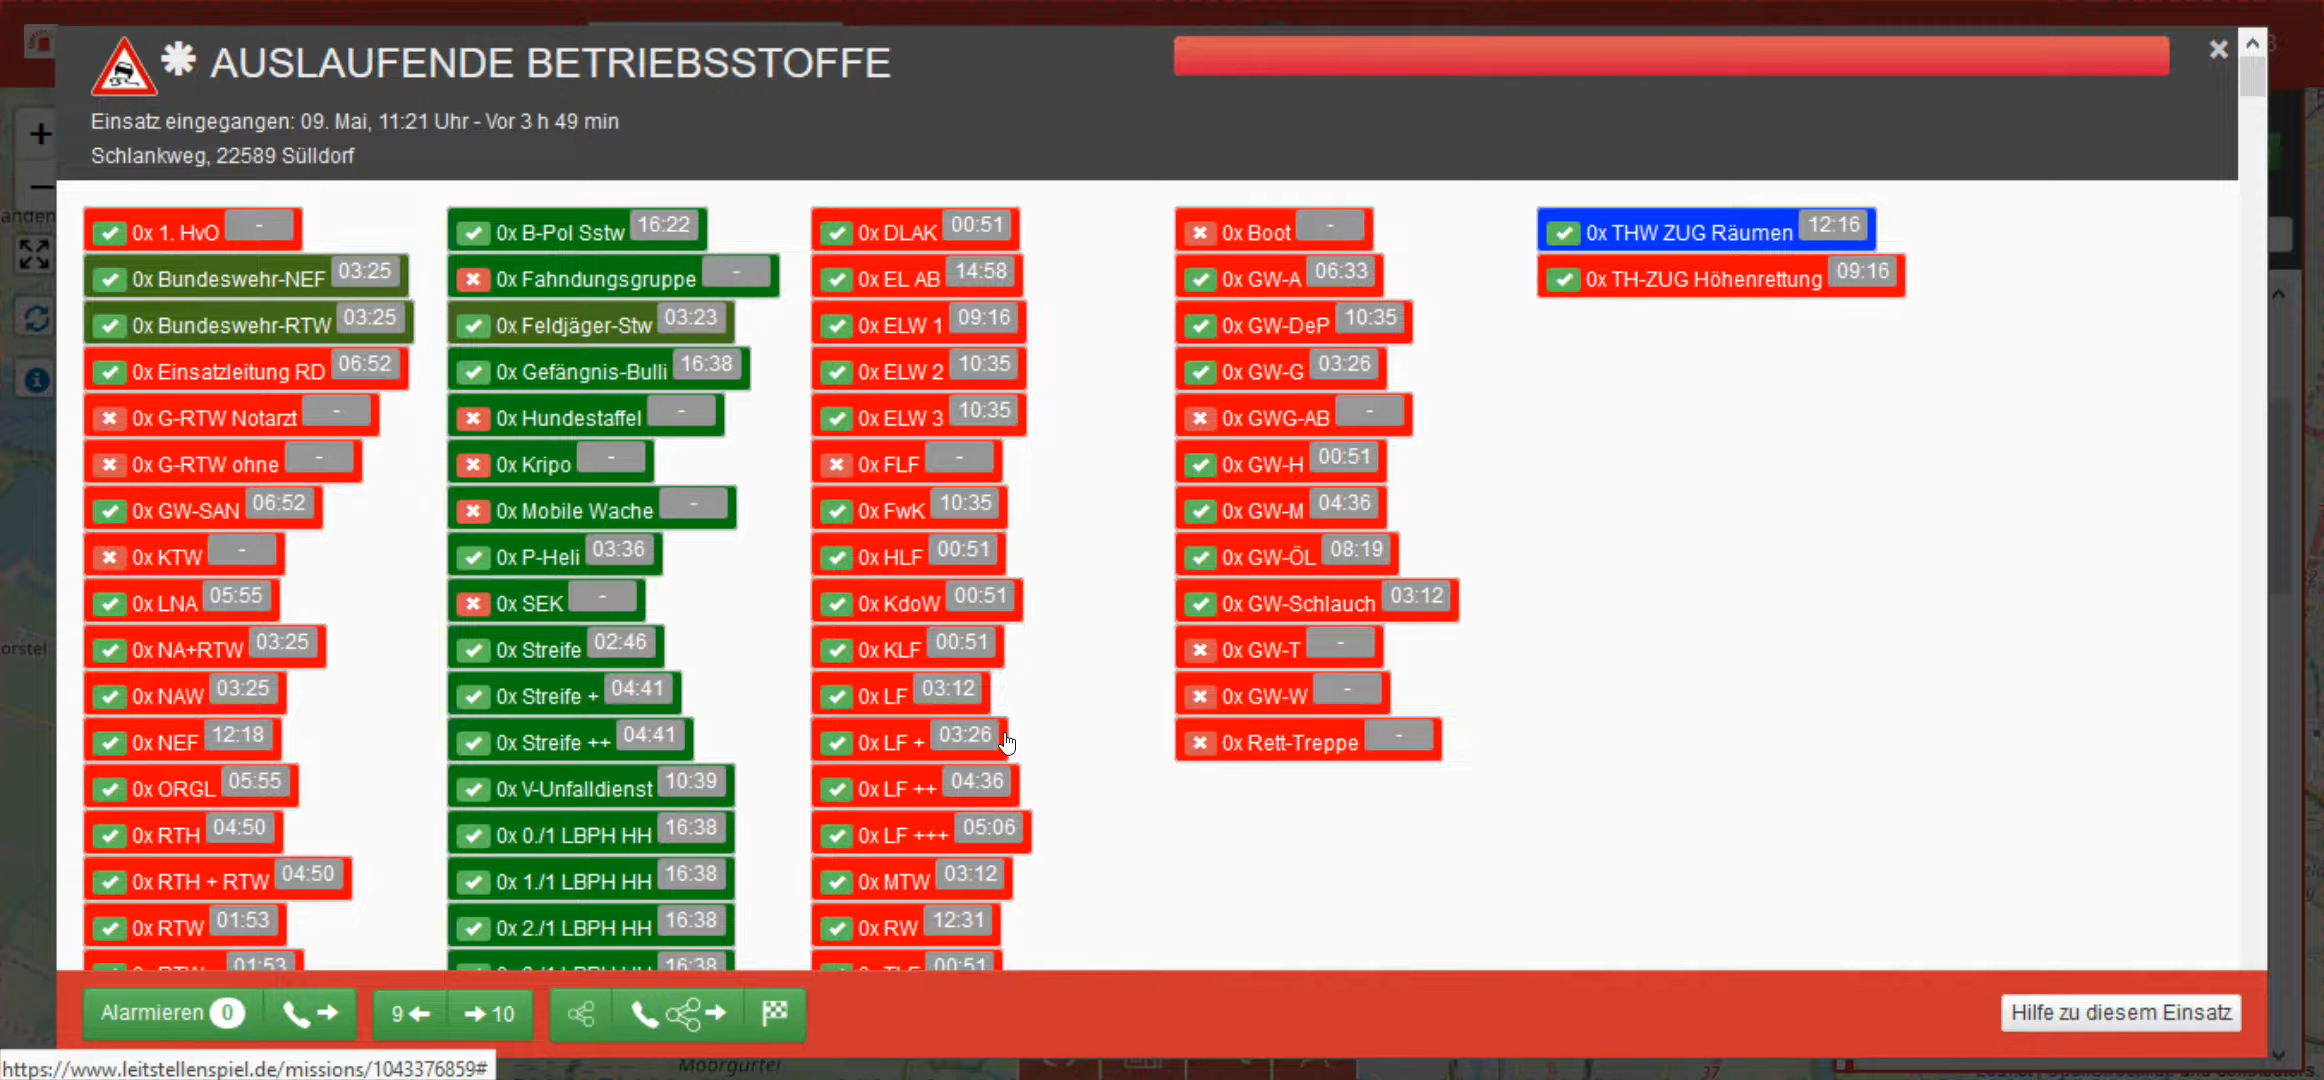 AUSLAUFENDE BETRIEBSSTOFFE
Einsatz eingegangen: 09. Mai, 11:21 Uhr - Vor 3 h 49 min
Schlankweg, 22589 Sülldorf
0x 1. HvO -
0x Bundeswehr-NEF 03:25
0x Bundeswehr-RTW 03:25
0x Einsatzleitung RD 06:52
0x G-RTW Notarzt -
0x G-RTW ohne -
0x GW-SAN 06:52
0x KTW -
0x LNA 05:55
0x NA+RTW 03:25
0x NAW 03:25
0x NEF 12:18
0x ORGL 05:55
0x RTH 04:50
0x RTH + RTW 04:50
0x RTW 01:53
01:53
0x B-Pol Sstw 16:22
0x Fahndungsgruppe -
0x Feldjäger-Stw 03:23
0x Gefängnis-Bulli 16:38
0x Hundestaffel -
0x Kripo -
0x Mobile Wache -
0x P-Heli 03:36
0x SEK -
0x Streife 02:46
0x Streife + 04:41
0x Streife ++ 04:41
0x V-Unfalldienst 10:39
0x 0./1 LBPH HH 16:38
0x 1./1 LBPH HH 16:38
0x 2./1 LBPH HH 16:38
16:38
0x DLAK 00:51
0x EL AB 14:58
0x ELW 1 09:16
0x ELW 2 10:35
0x ELW 3 10:35
0x FLF -
0x FwK 10:35
0x HLF 00:51
0x KdoW 00:51
0x KLF 00:51
0x LF 03:12
0x LF + 03:26
0x LF ++ 04:36
0x LF +++ 05:06
0x MTW 03:12
0x RW 12:31
00:51
0x Boot -
0x GW-A 06:33
0x GW-DeP 10:35
0x GW-G 03:26
0x GWG-AB -
0x GW-H 00:51
0x GW-M 04:36
0x GW-ÖL 08:19
0x GW-Schlauch 03:12
0x GW-T -
0x GW-W -
0x Rett-Treppe -
0x THW ZUG Räumen 12:16
0x TH-ZUG Höhenrettung 09:16
Alarmieren 0
9
10
Hilfe zu diesem Einsatz
https://www.leitstellenspiel.de/missions/1043376859#
Moorgürtel
37